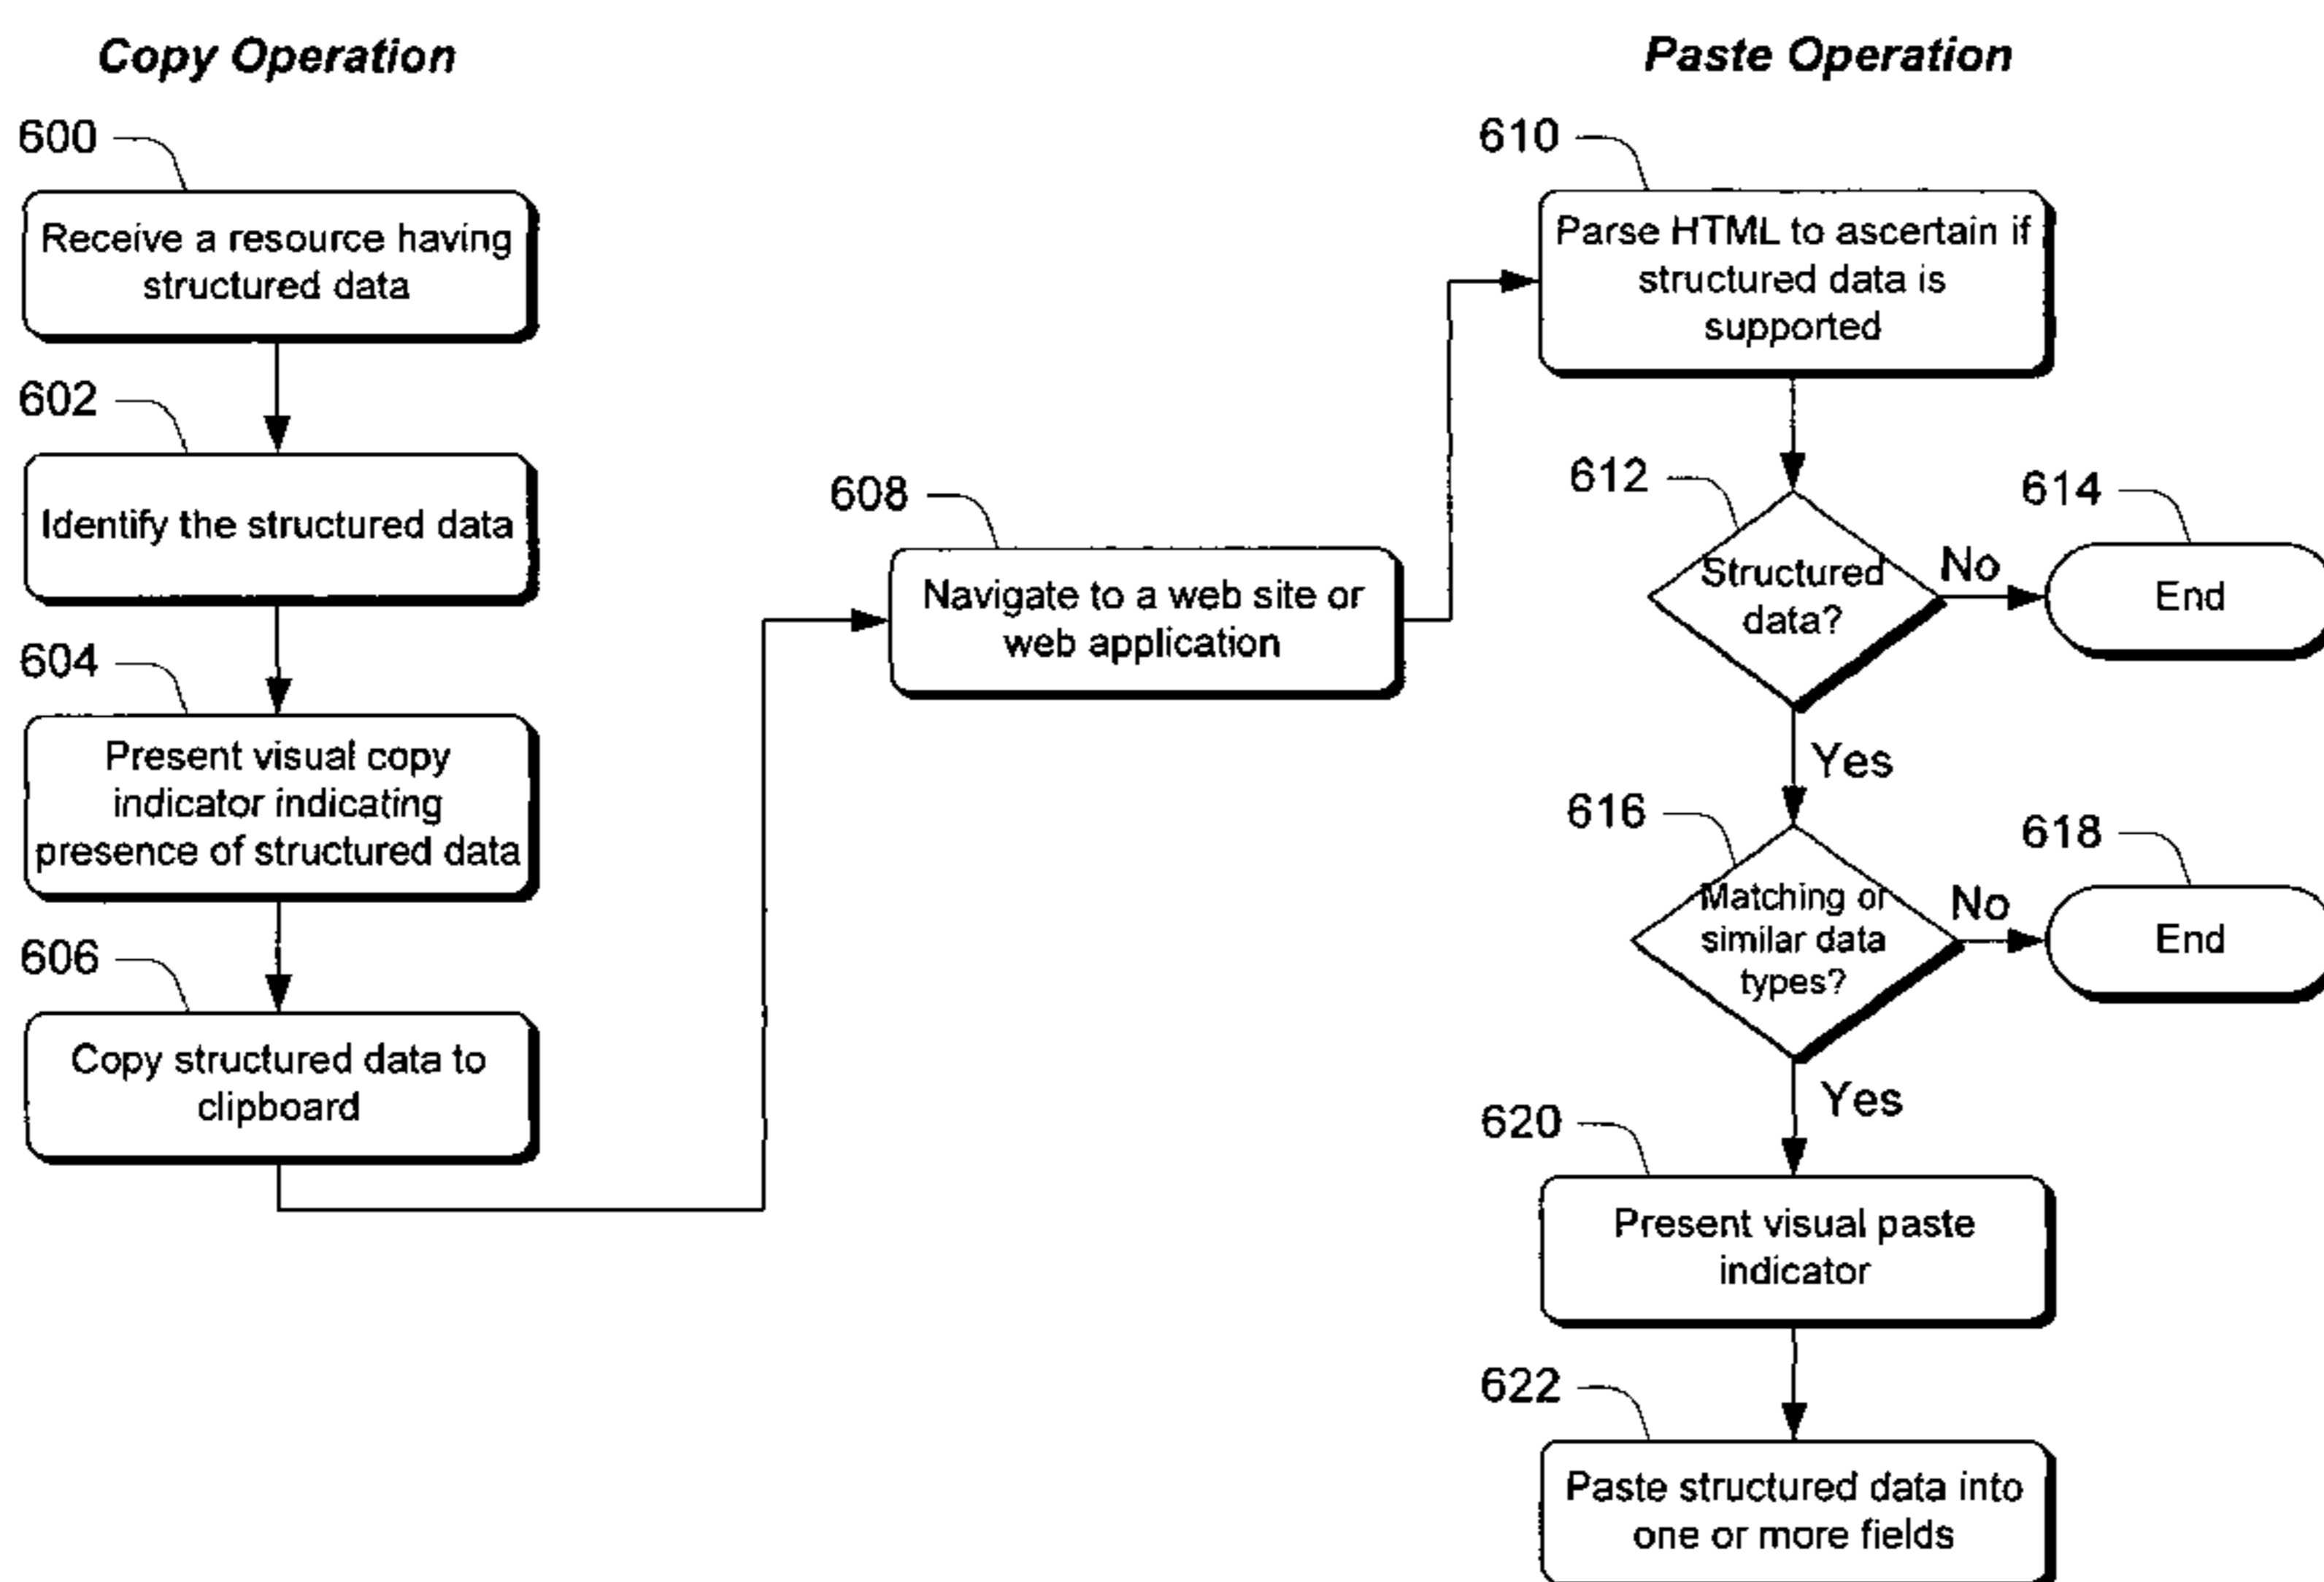 Copy Operation
600
Receive a resource having
structured data
602
Identify the structured data
604
Present visual copy
indicator indicating
presence of structured data
606
Copy structured data to
clipboard
608
Navigate to a web site or
web application
Paste Operation
610
Parse HTML to ascertain if
structured data is
supported
612
Structured
data?
No
614
End
Yes
616
Matching or
similar data
types?
No
618
End
Yes
620
Present visual paste
indicator
622
Paste structured data into
one or more fields